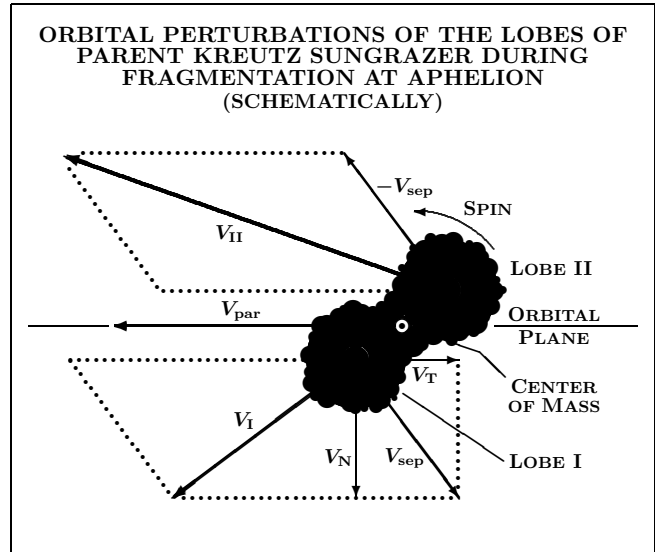 ORBITAL PERTURBATIONS OF THE LOBES OF
PARENT KREUTZ SUNGRAZER DURING
FRAGMENTATION AT APHELION
(SCHEMATICALLY)
−Vsep
SPIN
VII
LOBE II
Vpar
ORBITAL
PLANE
VT
CENTER
OF MASS
VI
VN
Vsep
LOBE I